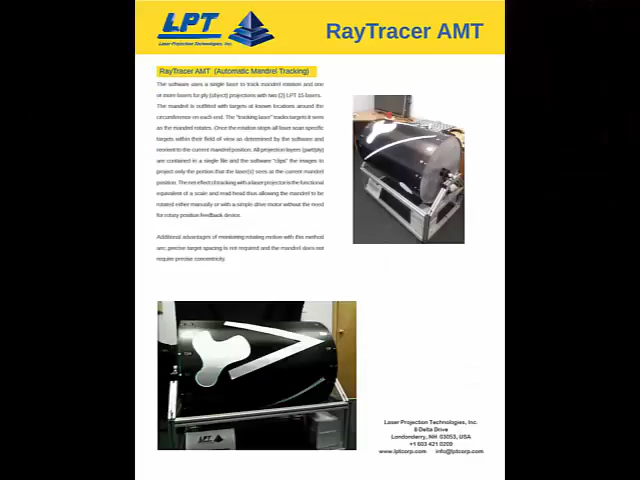 LPT
Laser Projection Technologies, Inc.
RayTracer AMT
RayTracer AMT (Automatic Mandrel Tracking)
The software uses a single laser to track mandrel rotation and one
or more lasers for ply (object) projections with two (2) LPT 15 lasers.
The mandrel is outfitted with targets at known locations around the
circumference on each end. The "tracking laser" tracks targets it sees
as the mandrel rotates. Once the rotation stops all lasers scan specific
targets within their field of view as determined by the software and
reorient to the current mandrel position. All projection layers (part/ply)
are contained in a single file and the software "clips" the images to
project only the portion that the laser(s) sees at the current mandrel
position. The net effect of tracking with a laser projector is the functional
equivalent of a scale and read head thus allowing the mandrel to be
rotated either manually or with a simple drive motor without the need
for rotary position feedback device.
Additional advantages of monitoring rotating motion with this method
are; precise target spacing is not required and the mandrel does not
require precise concentricity.
LPT
Laser Projection Technologies, Inc.
8 Delta Drive
Londonderry, NH 03053, USA
+1 603 421 0209
www.lptcorp.com info@lptcorp.com